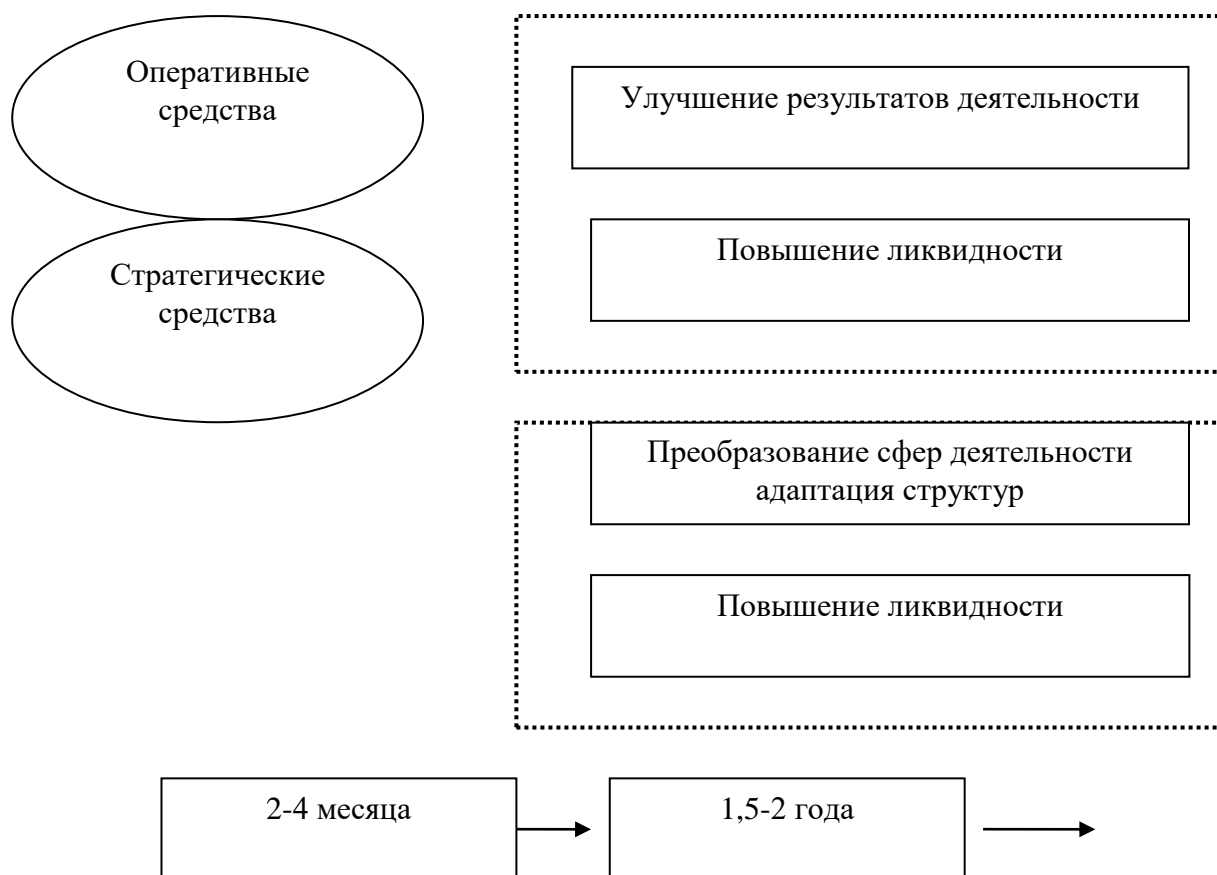 Оперативные
средства
Стратегические
средства
Улучшение результатов деятельности
Повышение ликвидности
Преобразование сфер деятельности
адаптация структур
Повышение ликвидности
2-4 месяца
1,5-2 года